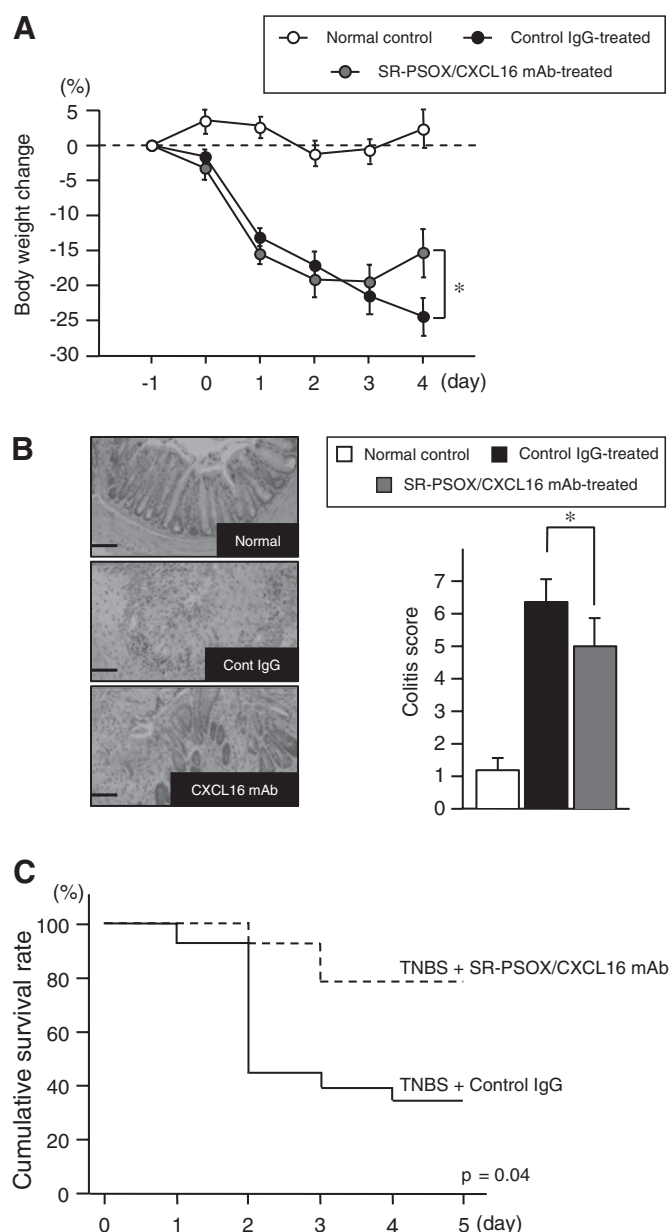 A
Normal control Control IgG-treated
SR-PSOX/CXCL16 mAb-treated
(%)
Body weight change
5
0
-5
-10
-15
-20
-25
-30
*
-1 0 1 2 3 4 (day)
B
Normal
Cont IgG
CXCL16 mAb
Normal control Control IgG-treated
SR-PSOX/CXCL16 mAb-treated
*
Colitis score
7
6
5
4
3
2
1
0
C
(%)
Cumulative survival rate
100
80
60
40
20
0
TNBS + SR-PSOX/CXCL16 mAb
TNBS + Control IgG
p = 0.04
0 1 2 3 4 5 (day)